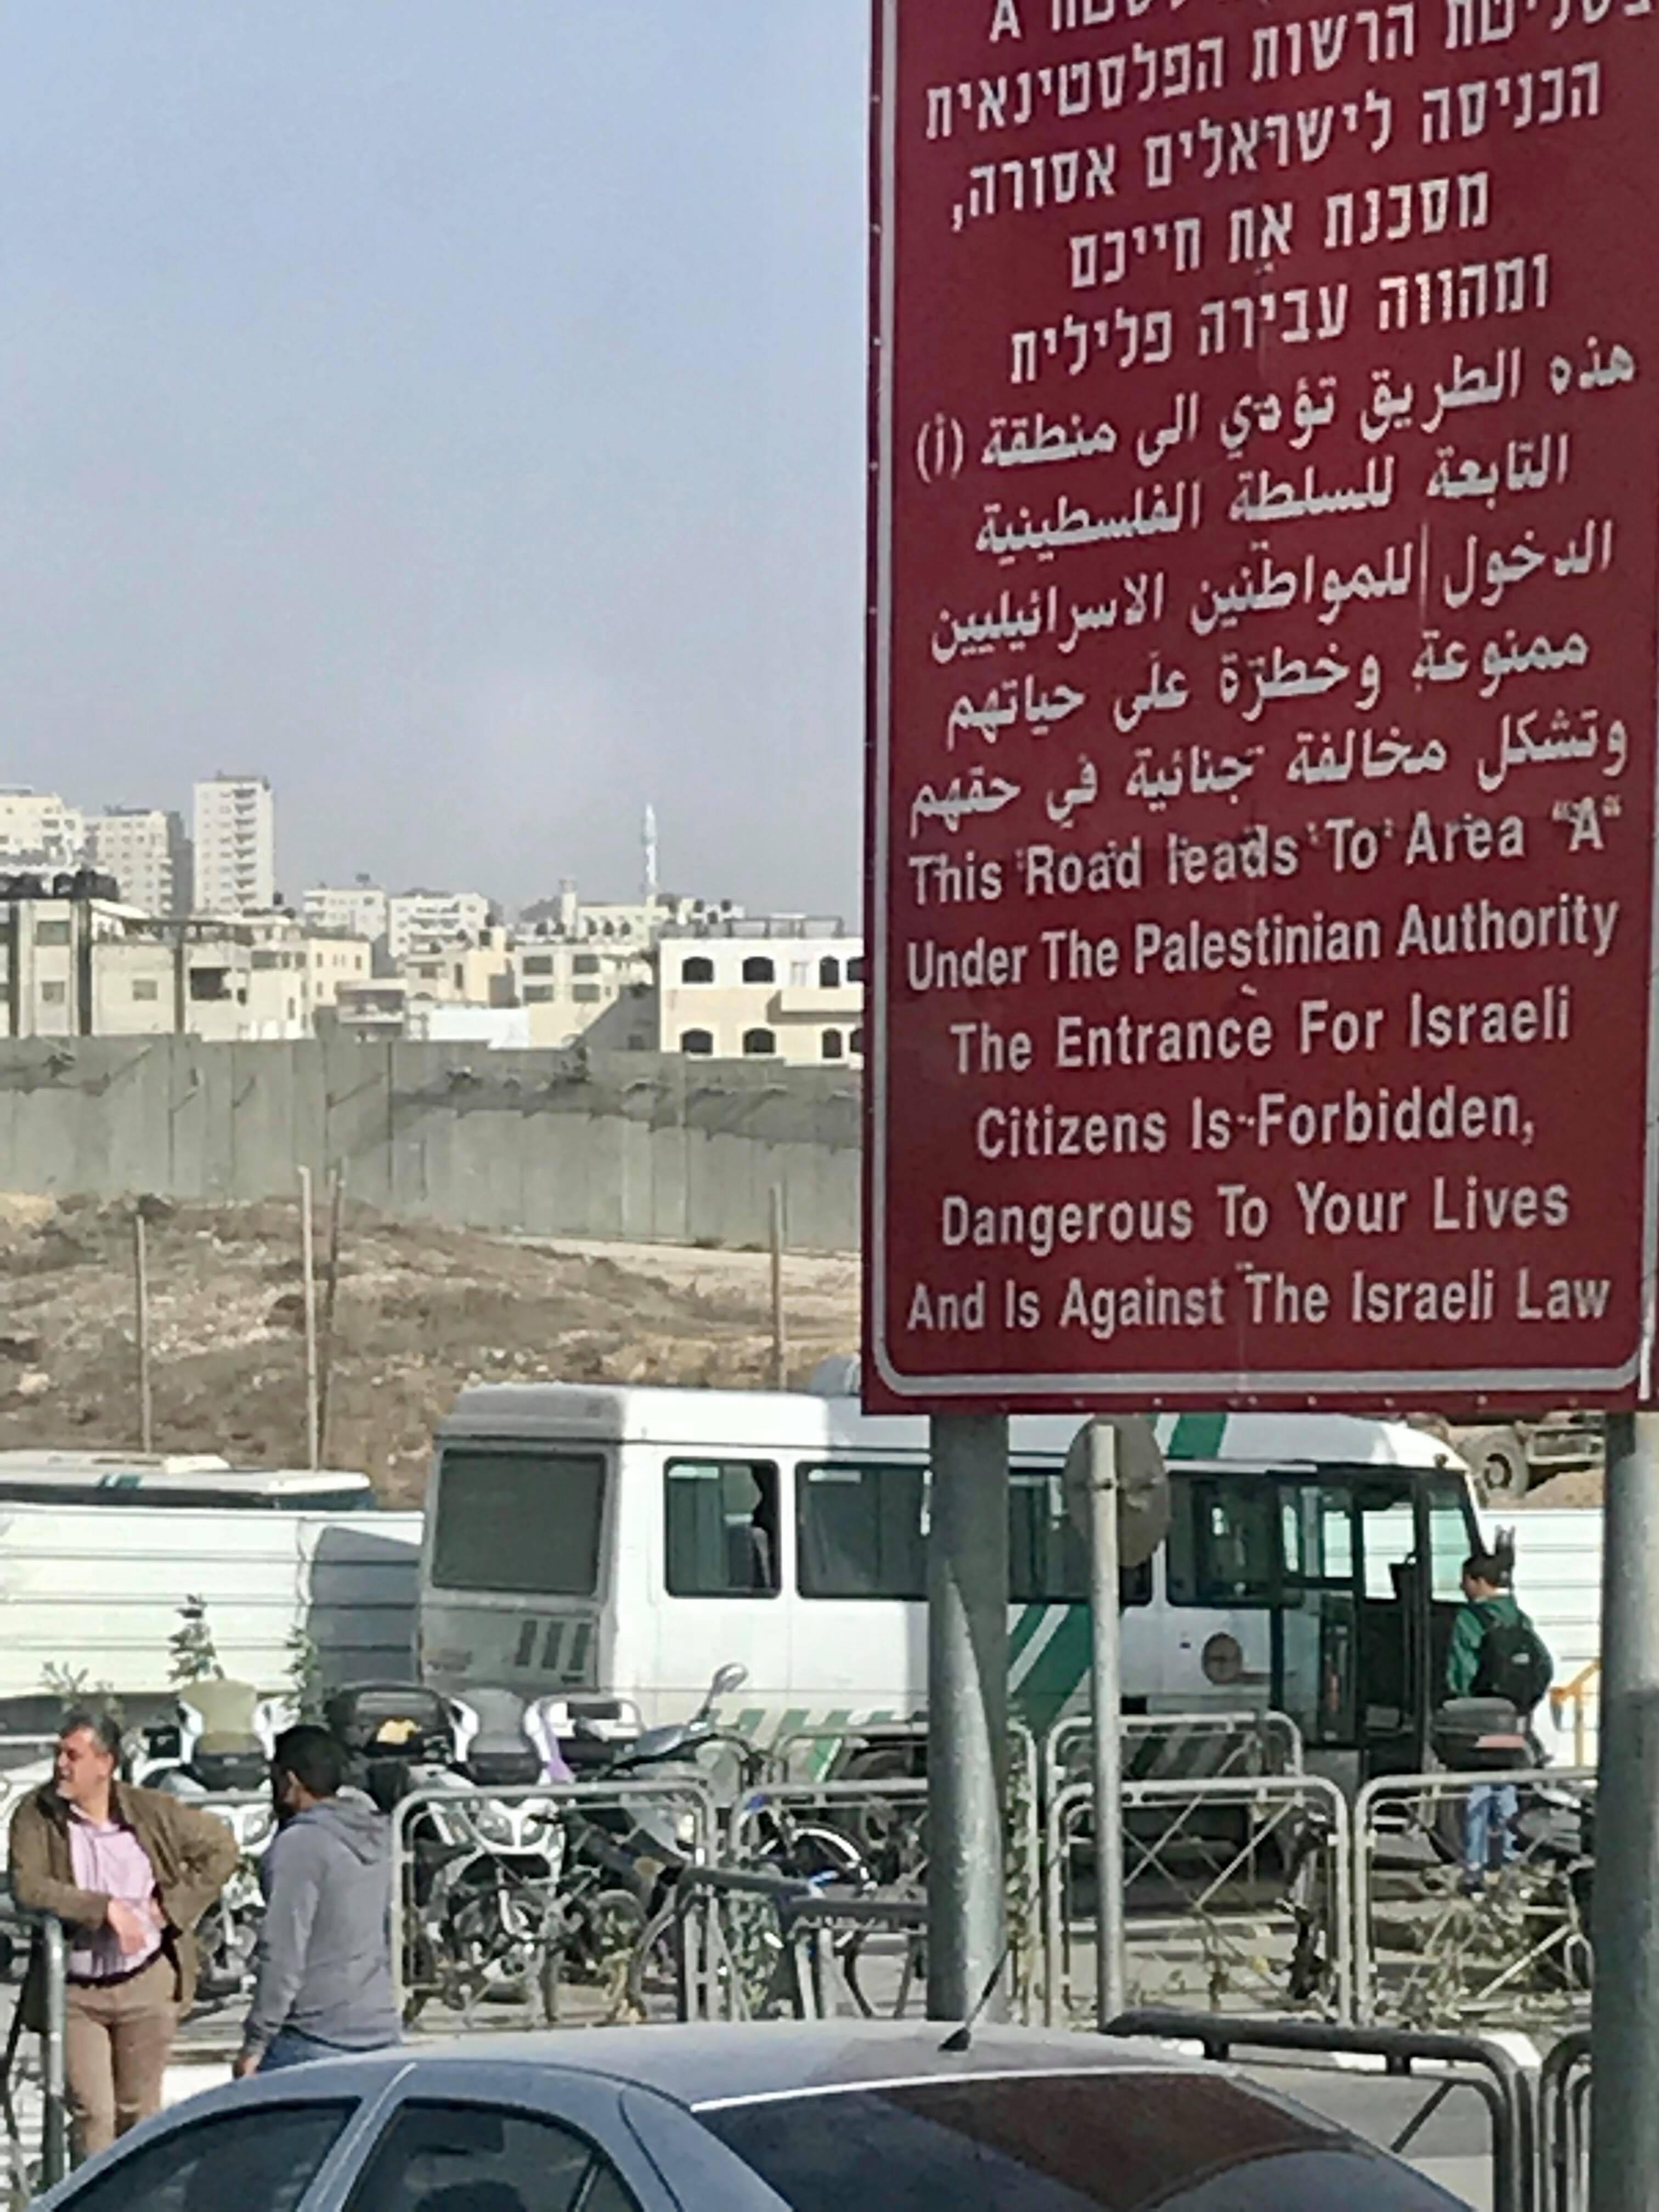 הרשות הפלסטינאית
הכניסה לישראלים אסורה,
מסכנת את חייכם
ומהווה עבירה פלילית
هذه الطريق تؤدي الى منطقة (أ)
التابعة للسلطة الفلسطينية
الدخول للمواطنين الاسرائيليين
ممنوعة وخطرة على حياتهم
وتشكل مخالفة جنائية في حقهم
This Road leads To Area "A"
Under The Palestinian Authority
The Entrance For Israeli
Citizens Is Forbidden,
Dangerous To Your Lives
And Is Against The Israeli Law